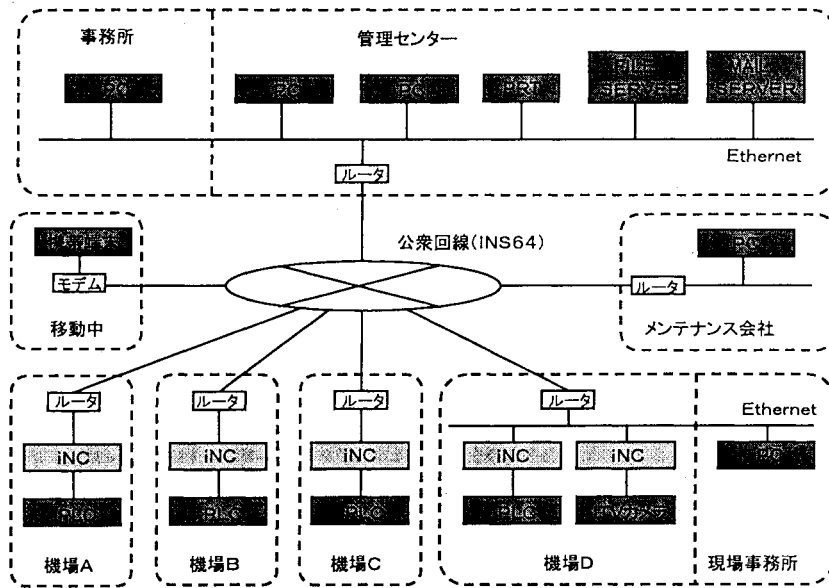 事務所
管理センター
PC
PC
PC
PRT
FILE
SERVER
MAIL
SERVER
Ethernet
ルータ
公衆回線(INS64)
モデム
移動中
PC
ルータ
メンテナンス会社
ルータ
ルータ
ルータ
ルータ
Ethernet
iNC
iNC
iNC
iNC
iNC
PC
PLC
PLC
PLC
PLC
機場A
機場B
機場C
機場D
現場事務所